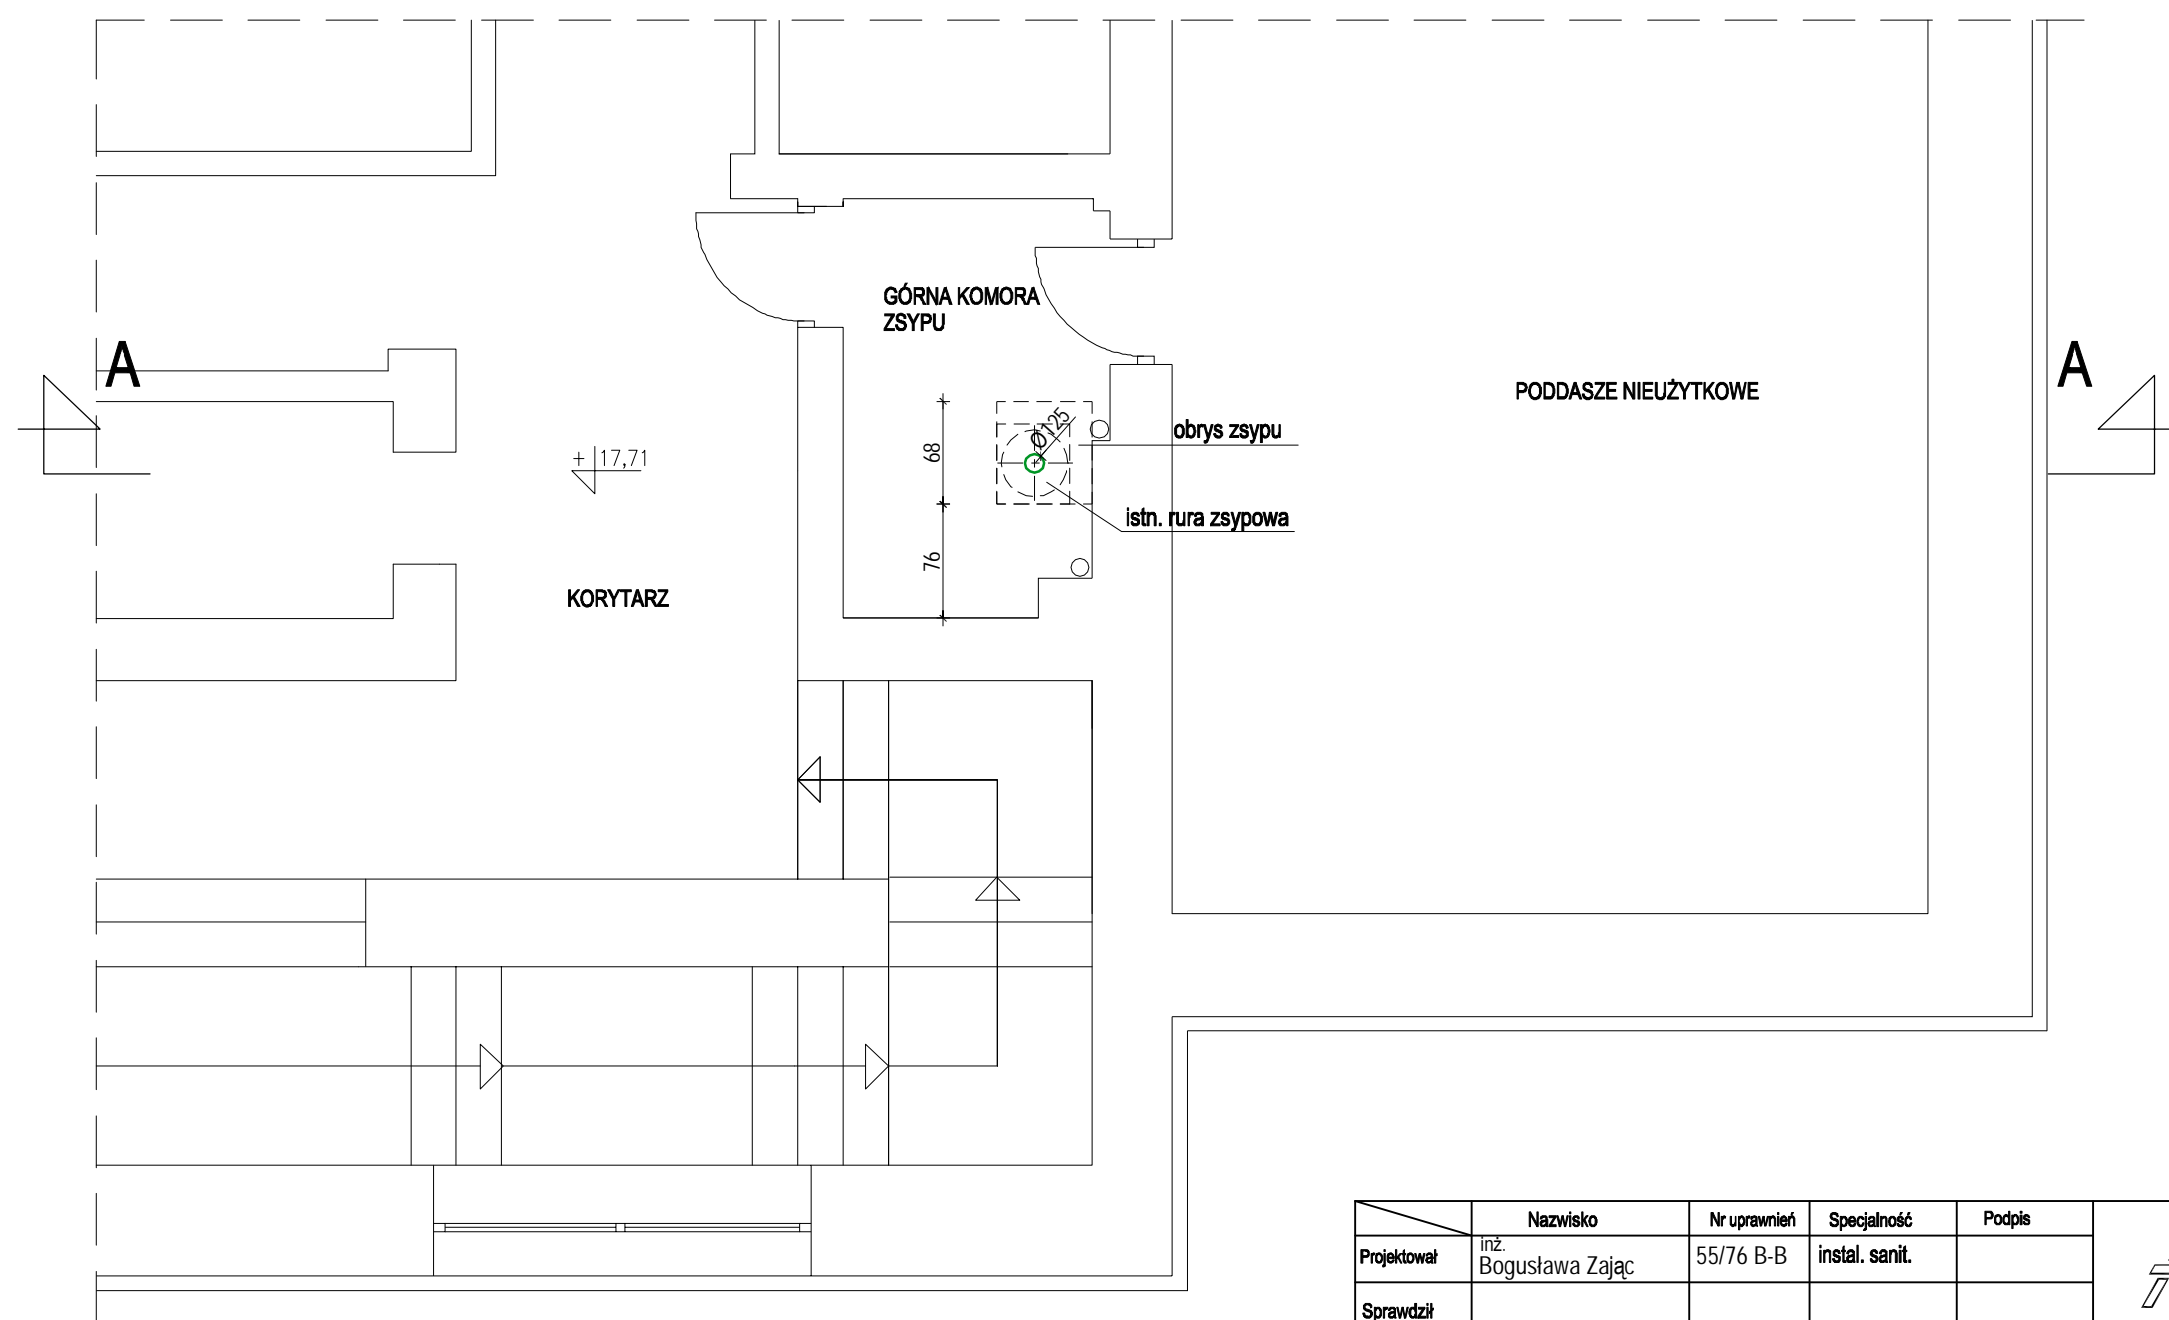 GÓRNA KOMORA
ZSYPU
A
A
PODDASZE NIEUŻYTKOWE
Ø125
obrys zsypu
68
+ 17,71
istn. rura zsypowa
76
KORYTARZ
Nazwisko Nr uprawnień Specjalność Podpis
Projektował inż.
Bogusława Zając 55/76 B-B instal. sanit.
Sprawdził